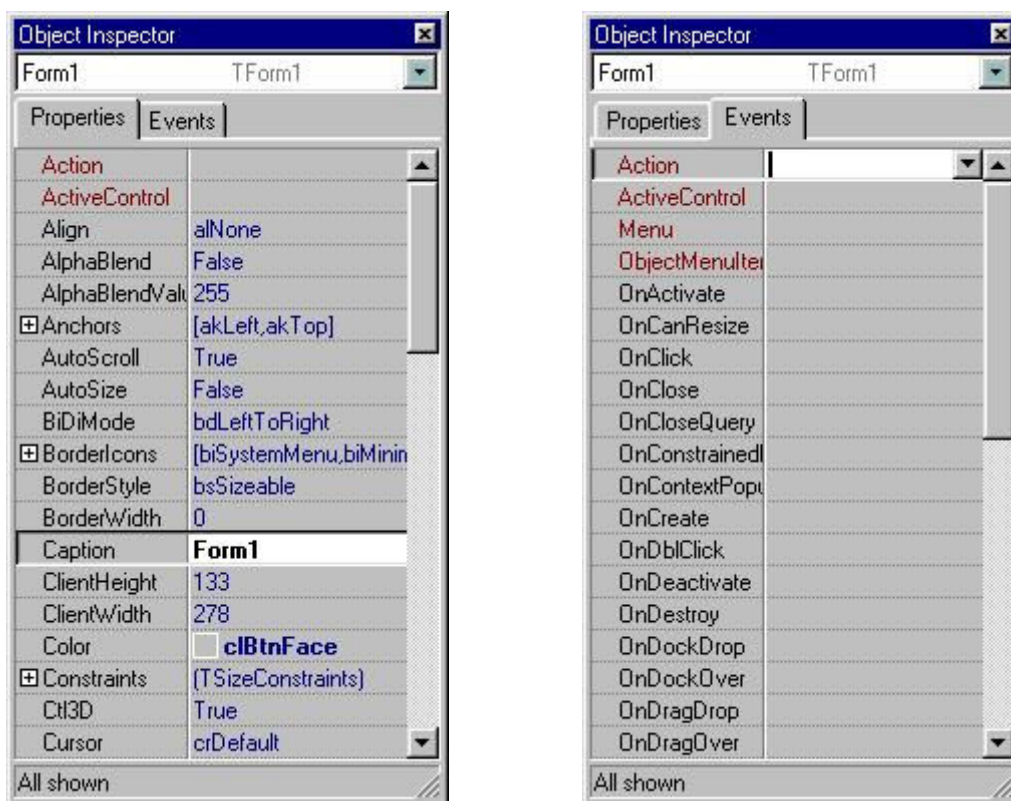 Object Inspector
Form1 TForm1
Properties Events
Action
ActiveControl
Align alNone
AlphaBlend False
AlphaBlendValu 255
Anchors [akLeft,akTop]
AutoScroll True
AutoSize False
BiDiMode bdLeftToRight
BorderIcons [biSystemMenu,biMinin
BorderStyle bsSizeable
BorderWidth 0
Caption Form1
ClientHeight 133
ClientWidth 278
Color clBtnFace
Constraints (TSizeConstraints)
Ctl3D True
Cursor crDefault
All shown
Object Inspector
Form1 TForm1
Properties Events
Action
ActiveControl
Menu
ObjectMenuIter
OnActivate
OnCanResize
OnClick
OnClose
OnCloseQuery
OnConstrainedl
OnContextPopu
OnCreate
OnDblClick
OnDeactivate
OnDestroy
OnDockDrop
OnDockOver
OnDragDrop
OnDragOver
All shown